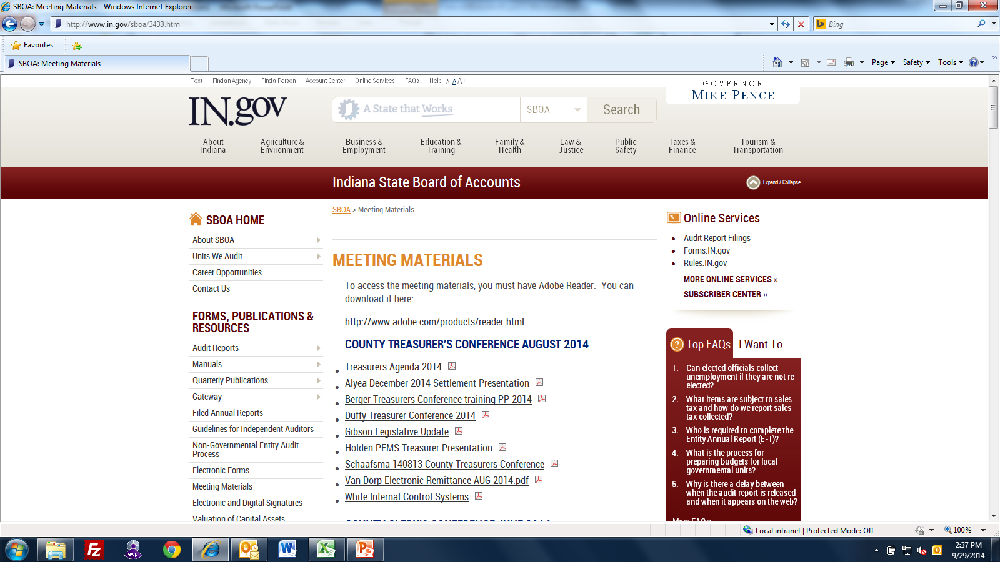 SBOA: Meeting Materials - Windows Internet Explorer
http://www.in.gov/sboa/3433.htm
Bing
Favorites
SBOA: Meeting Materials
Page
Safety
Tools
Text Find an Agency Find a Person Account Center Online Services FAQs Help A- A A+
GOVERNOR
MIKE PENCE
IN.gov
A State that Works
SBOA
Search
About
Indiana
Agriculture &
Environment
Business &
Employment
Education &
Training
Family &
Health
Law &
Justice
Public
Safety
Taxes &
Finance
Tourism &
Transportation
Indiana State Board of Accounts
Expand / Collapse
SBOA HOME
About SBOA
Units We Audit
Career Opportunities
Contact Us
FORMS, PUBLICATIONS &
RESOURCES
Audit Reports
Manuals
Quarterly Publications
Gateway
Filed Annual Reports
Guidelines for Independent Auditors
Non-Governmental Entity Audit
Process
Electronic Forms
Meeting Materials
Electronic and Digital Signatures
Valuation of Capital Assets
SBOA > Meeting Materials
MEETING MATERIALS
To access the meeting materials, you must have Adobe Reader. You can
download it here:
http://www.adobe.com/products/reader.html
COUNTY TREASURER'S CONFERENCE AUGUST 2014
Treasurers Agenda 2014
Alyea December 2014 Settlement Presentation
Berger Treasurers Conference training PP 2014
Duffy Treasurer Conference 2014
Gibson Legislative Update
Holden PFMS Treasurer Presentation
Schaafsma 140813 County Treasurers Conference
Van Dorp Electronic Remittance AUG 2014.pdf
White Internal Control Systems
COUNTY CLERK'S CONFERENCE JUNE 2014
Online Services
Audit Report Filings
Forms.IN.gov
Rules.IN.gov
MORE ONLINE SERVICES »
SUBSCRIBER CENTER »
Top FAQs
I Want To...
1. Can elected officials collect
unemployment if they are not re-
elected?
2. What items are subject to sales
tax and how do we report sales
tax collected?
3. Who is required to complete the
Entity Annual Report (E-1)?
4. What is the process for
preparing budgets for local
governmental units?
5. Why is there a delay between
when the audit report is released
and when it appears on the web?
More FAQs»
Local intranet | Protected Mode: Off
100%
ewp
2:37 PM
9/29/2014